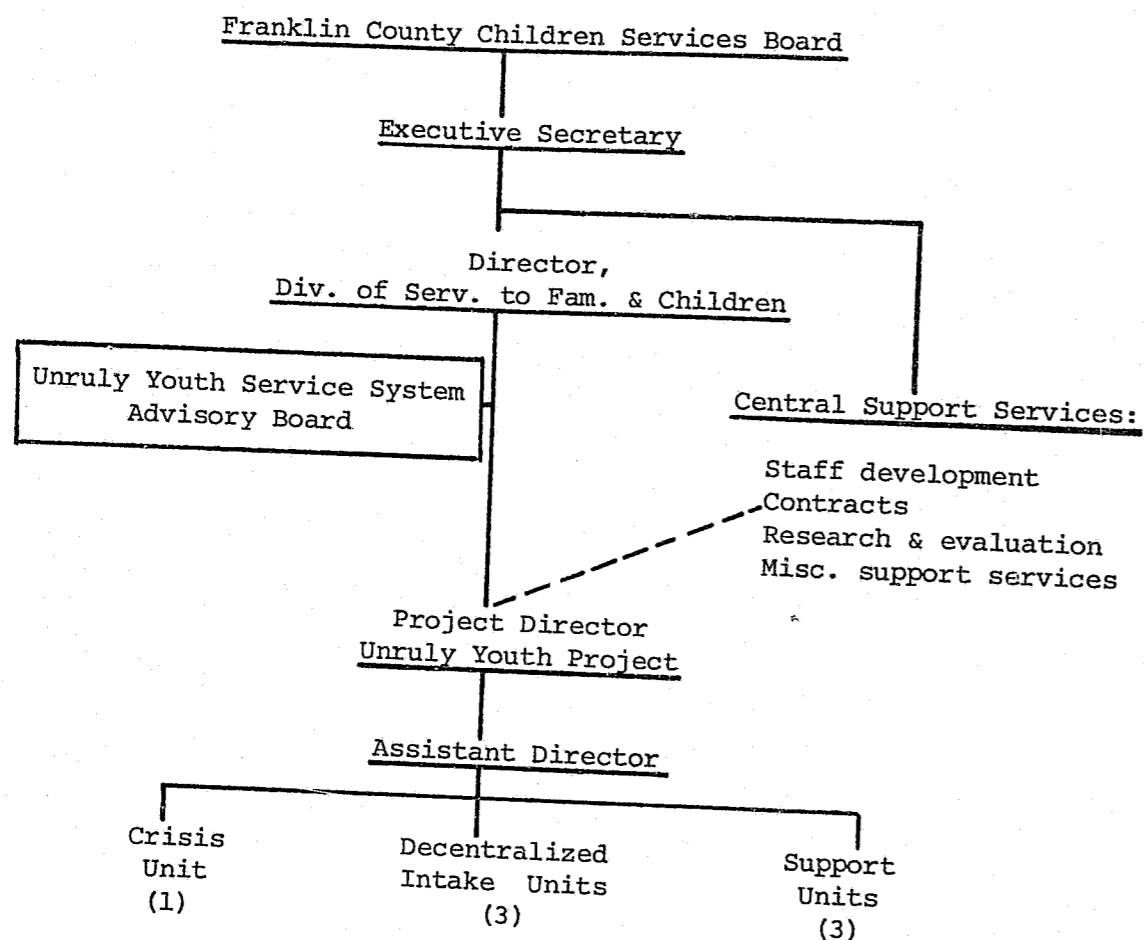 Franklin County Children Services Board
Executive Secretary
Director,
Div. of Serv. to Fam. & Children
Unruly Youth Service System
Advisory Board
Central Support Services:
Staff development
Contracts
Research & evaluation
Misc. support services
Project Director
Unruly Youth Project
Assistant Director
Crisis
Unit
(1)
Decentralized
Intake Units
(3)
Support
Units
(3)